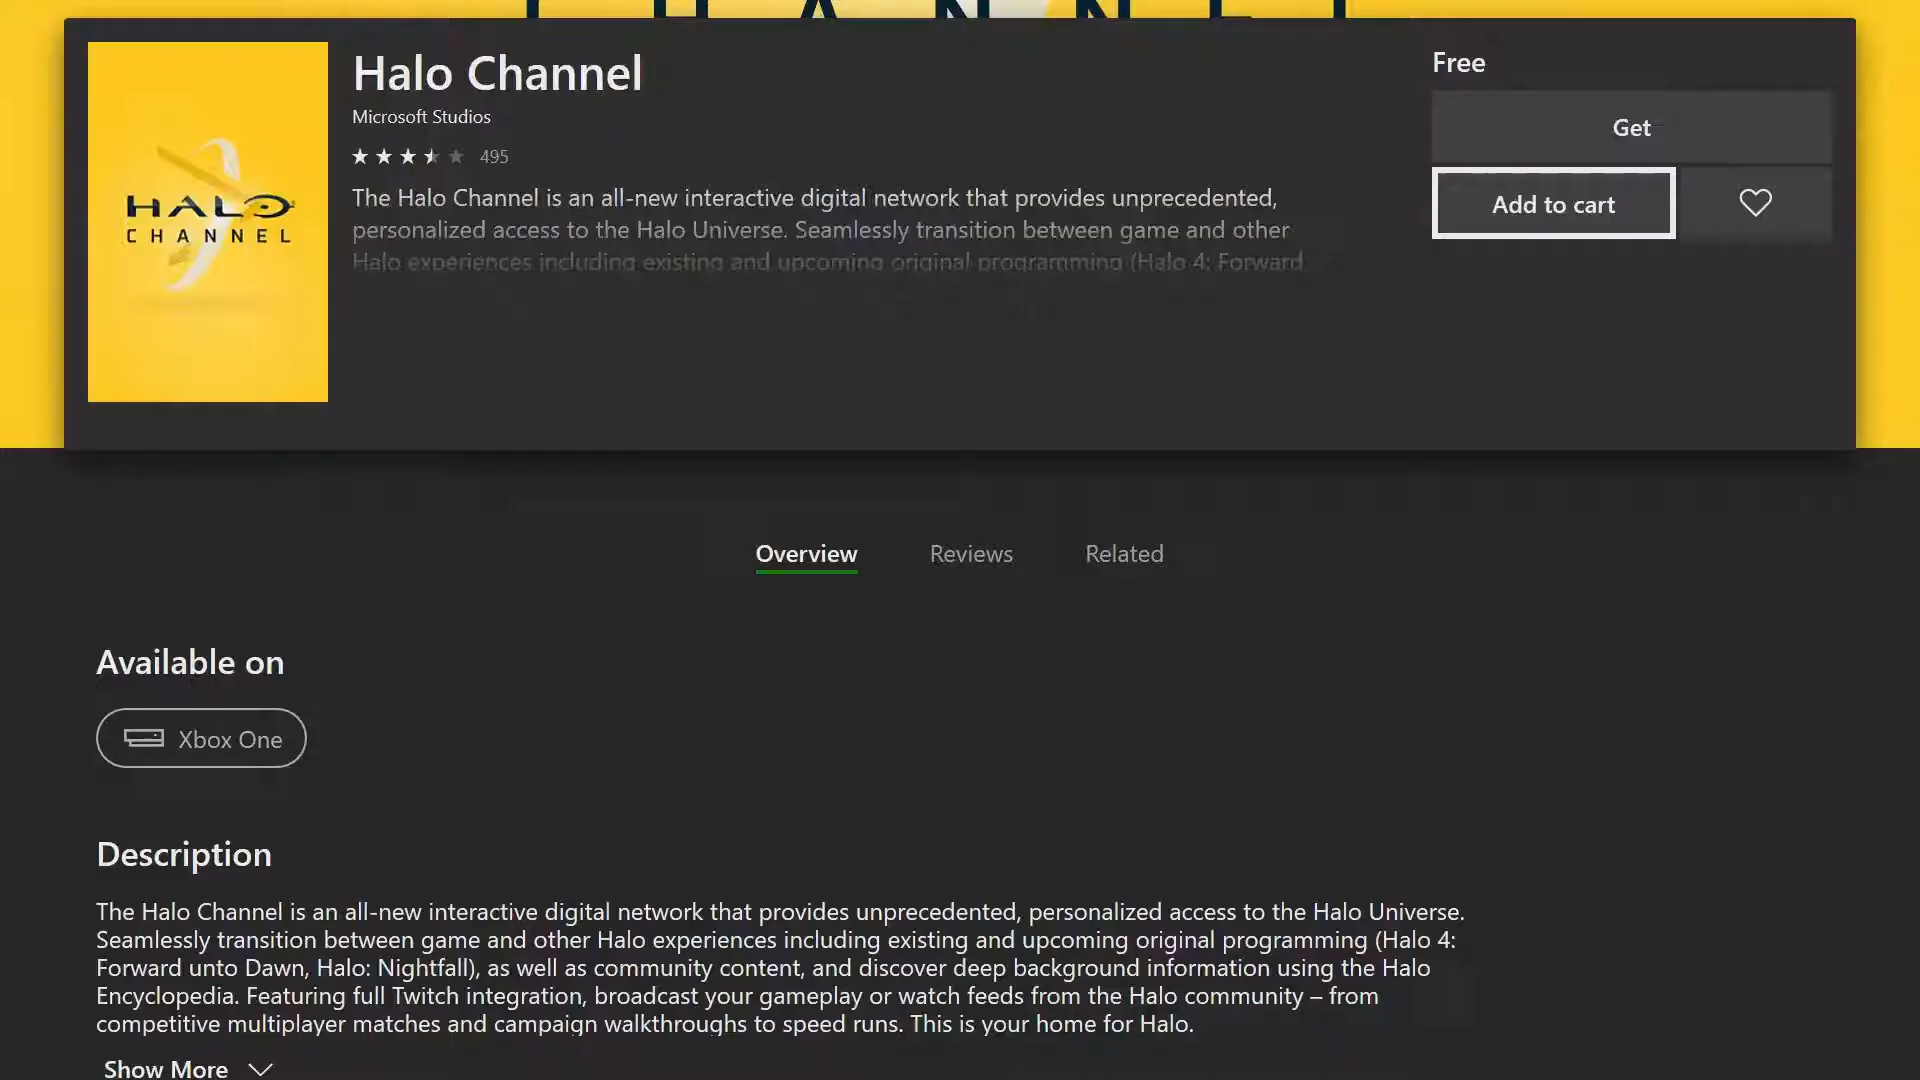 Halo Channel
Microsoft Studios
495
The Halo Channel is an all-new interactive digital network that provides unprecedented,
personalized access to the Halo Universe. Seamlessly transition between game and other
Halo experiences including existing and upcoming original programming (Halo 4: Forward
Free
Get
Add to cart
HALO
CHANNEL
Overview
Reviews
Related
Available on
Xbox One
Description
The Halo Channel is an all-new interactive digital network that provides unprecedented, personalized access to the Halo Universe.
Seamlessly transition between game and other Halo experiences including existing and upcoming original programming (Halo 4:
Forward unto Dawn, Halo: Nightfall), as well as community content, and discover deep background information using the Halo
Encyclopedia. Featuring full Twitch integration, broadcast your gameplay or watch feeds from the Halo community – from
competitive multiplayer matches and campaign walkthroughs to speed runs. This is your home for Halo.
Show More